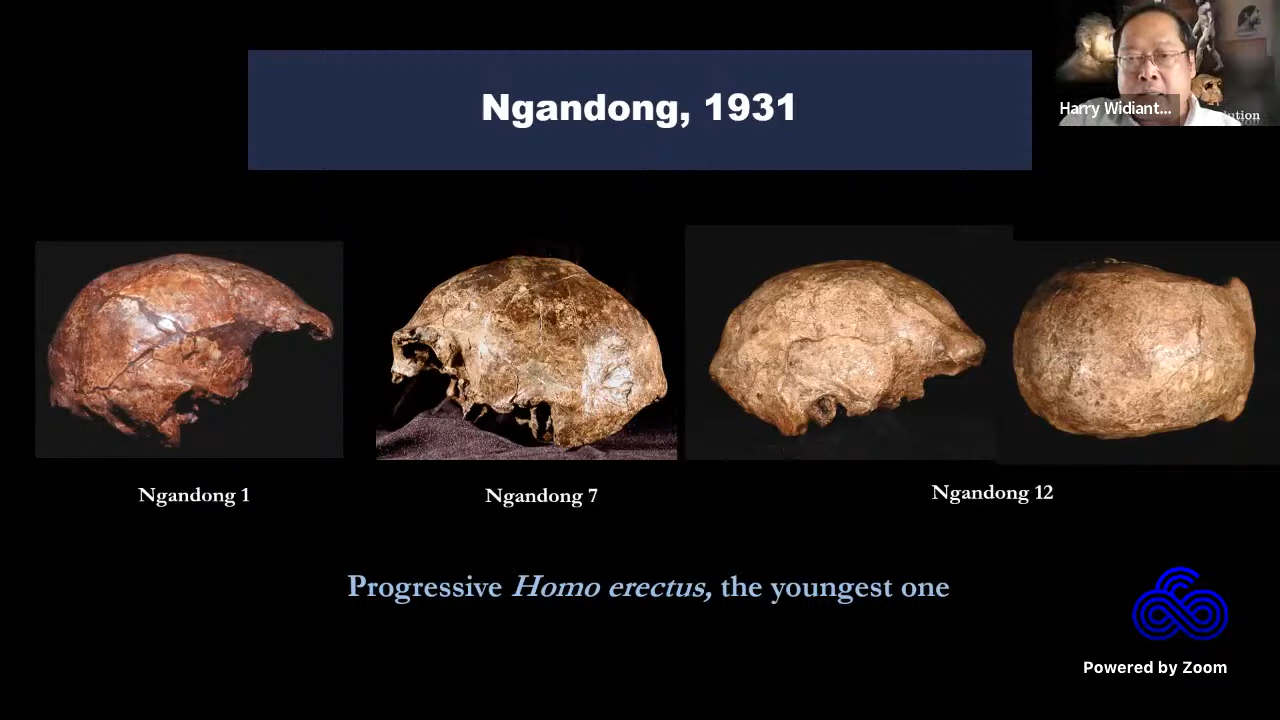 Ngandong, 1931
Harry Widiant...
Ngandong 1
Ngandong 7
Ngandong 12
Progressive Homo erectus, the youngest one
Powered by Zoom